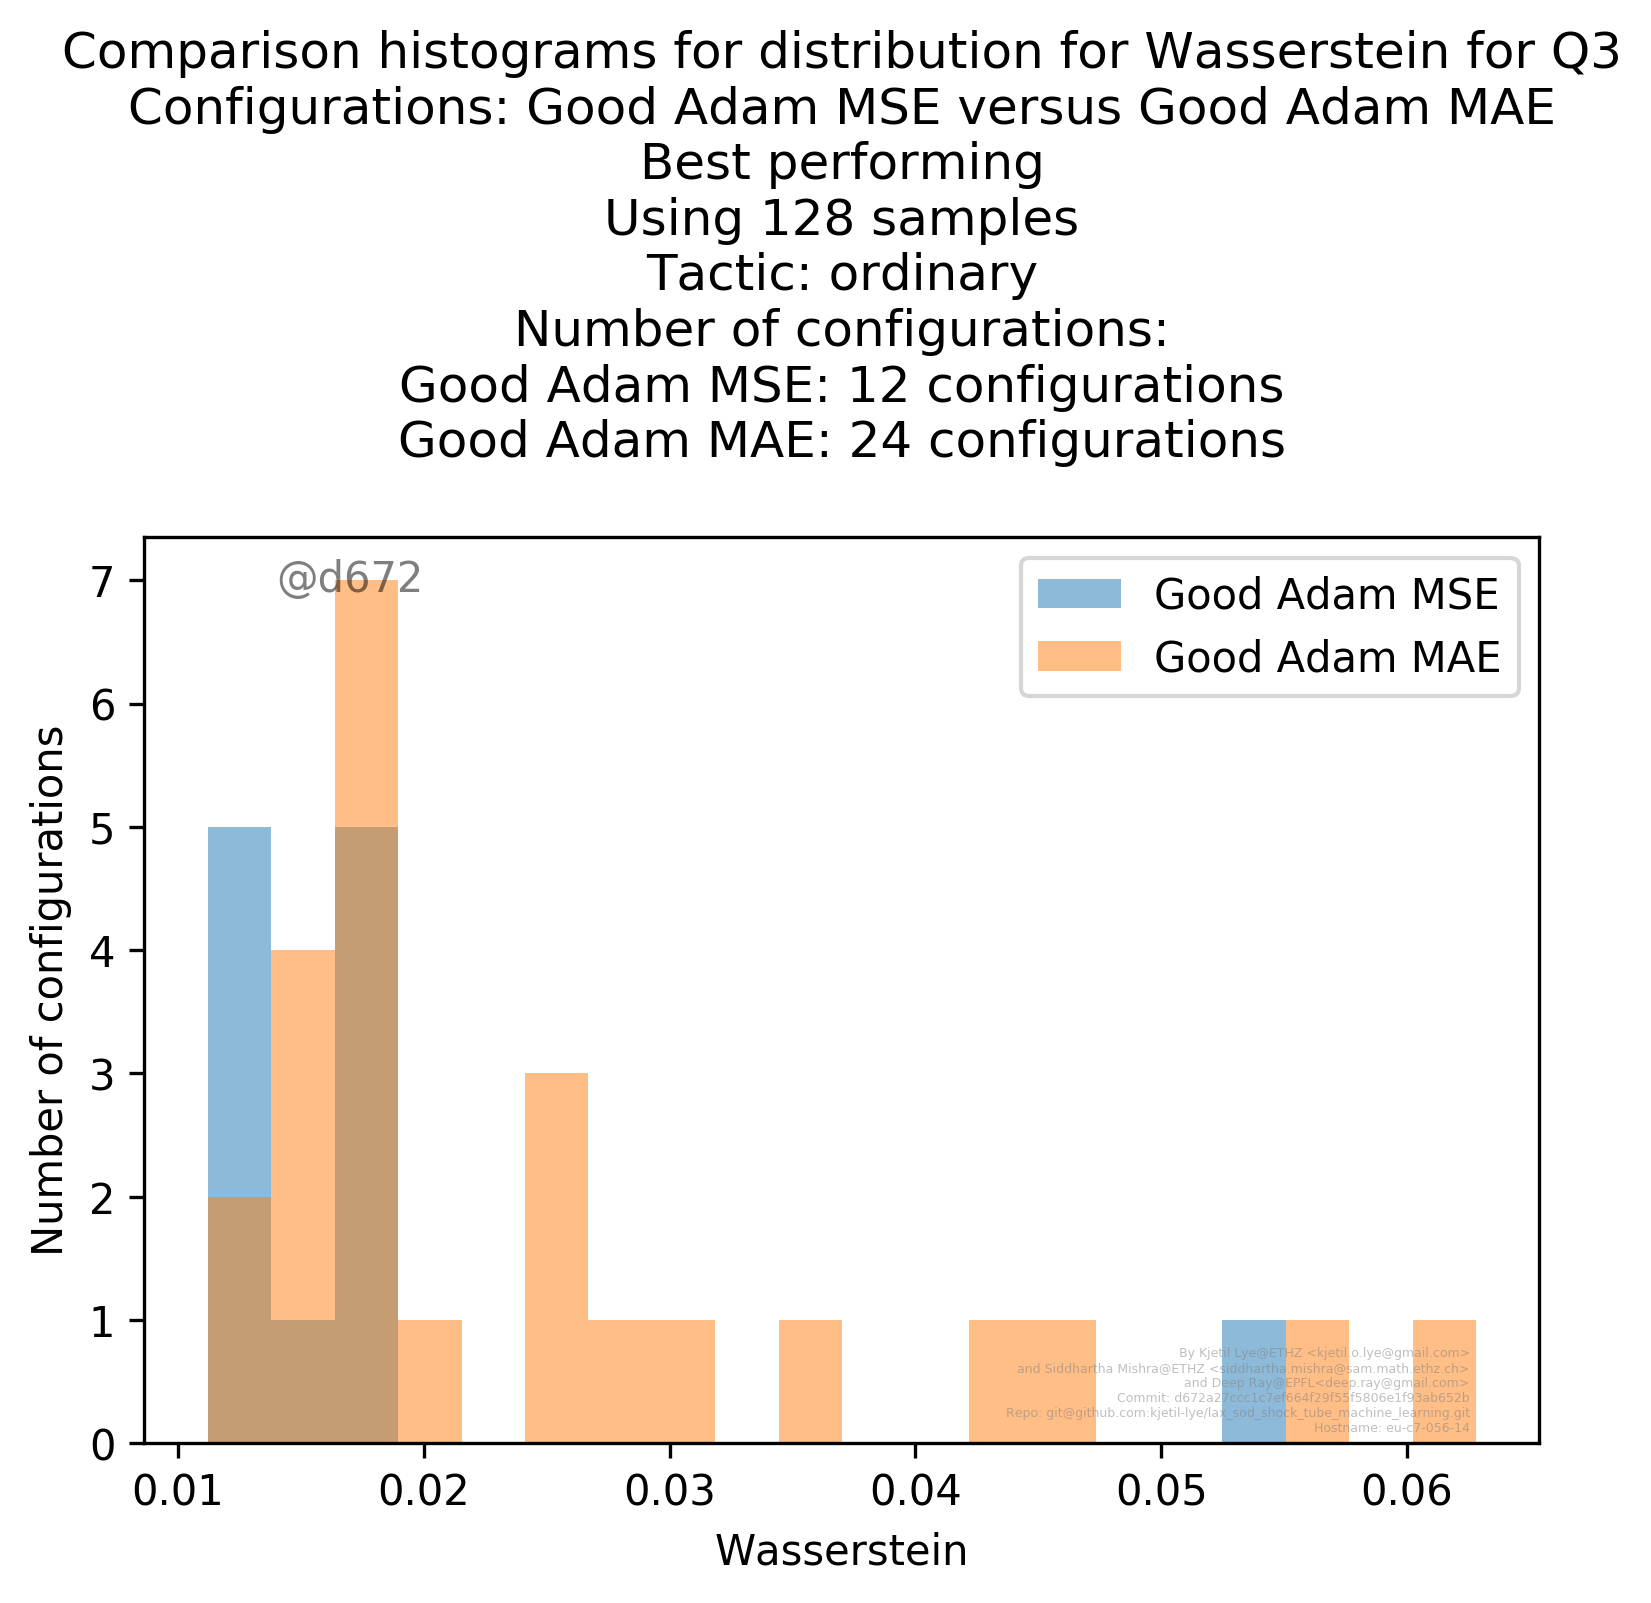 Comparison histograms for distribution for Wasserstein for Q3
Configurations: Good Adam MSE versus Good Adam MAE
Best performing
Using 128 samples
Tactic: ordinary
Number of configurations:
Good Adam MSE: 12 configurations
Good Adam MAE: 24 configurations
@d672
Good Adam MSE
Good Adam MAE
7
6
5
4
3
2
1
0
Number of configurations
By Kjetil Lye@ETHZ <kjetil.o.lye@gmail.com>
and Siddhartha Mishra@ETHZ <siddhartha.mishra@sam.math.ethz.ch>
and Deep Ray@EPFL<deep.ray@gmail.com>
Commit: d672a27ccc1c7ef664f29f55f5806e1f93ab652b
Repo: git@github.com:kjetil-lye/lax_sod_shock_tube_machine_learning.git
Hostname: eu-c7-056-14
0.01 0.02 0.03 0.04 0.05 0.06
Wasserstein